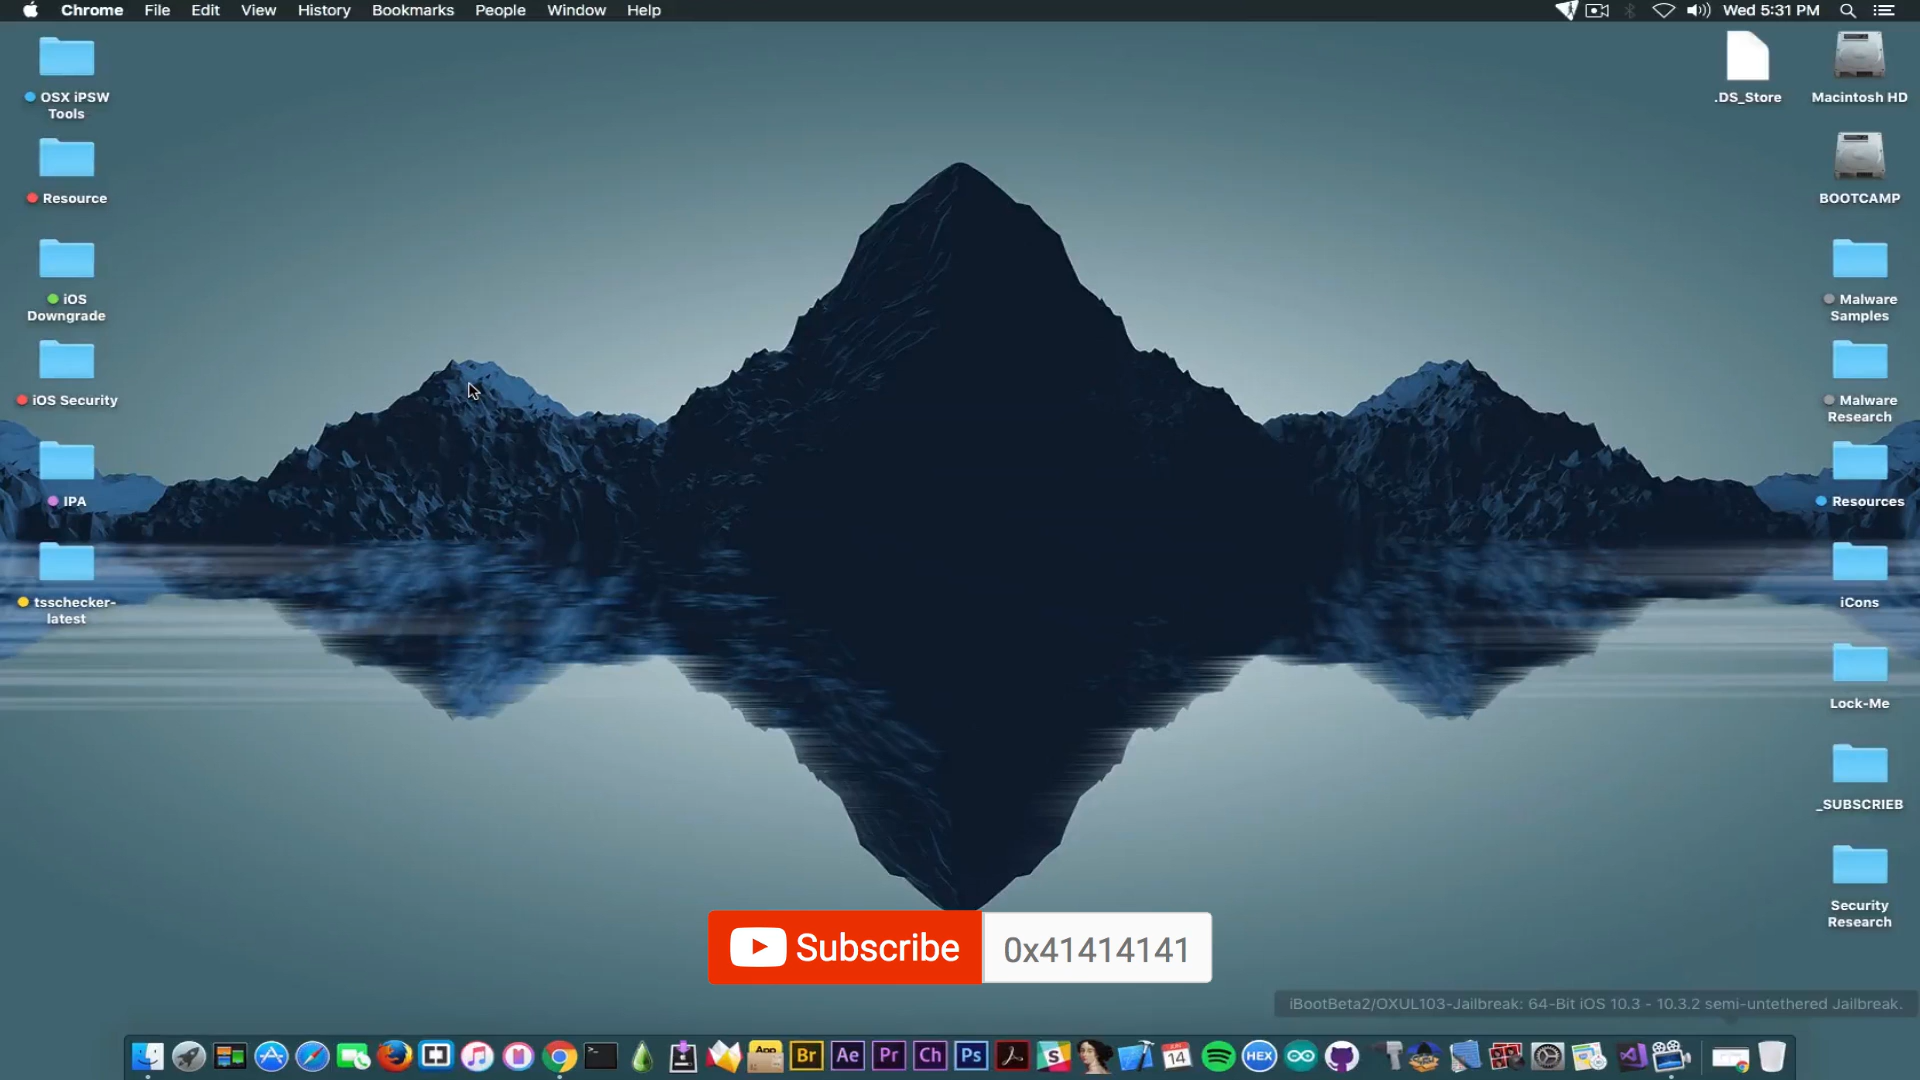 Chrome File Edit View History Bookmarks People Window Help
Wed 5:31 PM
OSX iPSW
Tools
Resource
iOS
Downgrade
iOS Security
IPA
tsschecker-
latest
.DS_Store
Macintosh HD
BOOTCAMP
Malware
Samples
Malware
Research
Resources
iCons
Lock-Me
_SUBSCRIEB
Security
Research
Subscribe
0x41414141
iBootBeta2/OXUL103-Jailbreak: 64-Bit iOS 10.3 - 10.3.2 semi-untethered Jailbreak.
App
Br Ae Pr Ch Ps
JUN
14
HEX